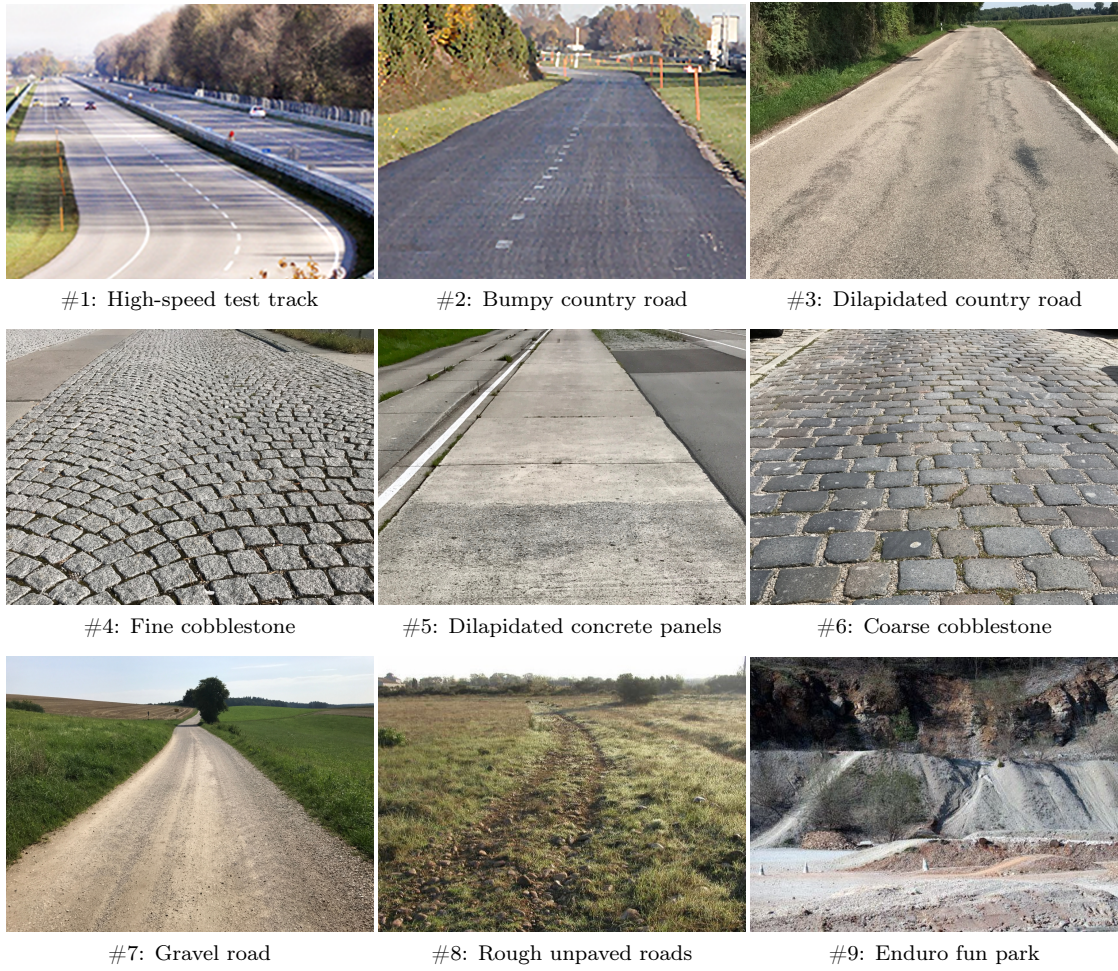 #1: High-speed test track
#2: Bumpy country road
#3: Dilapidated country road
#4: Fine cobblestone
#5: Dilapidated concrete panels
#6: Coarse cobblestone
#7: Gravel road
#8: Rough unpaved roads
#9: Enduro fun park